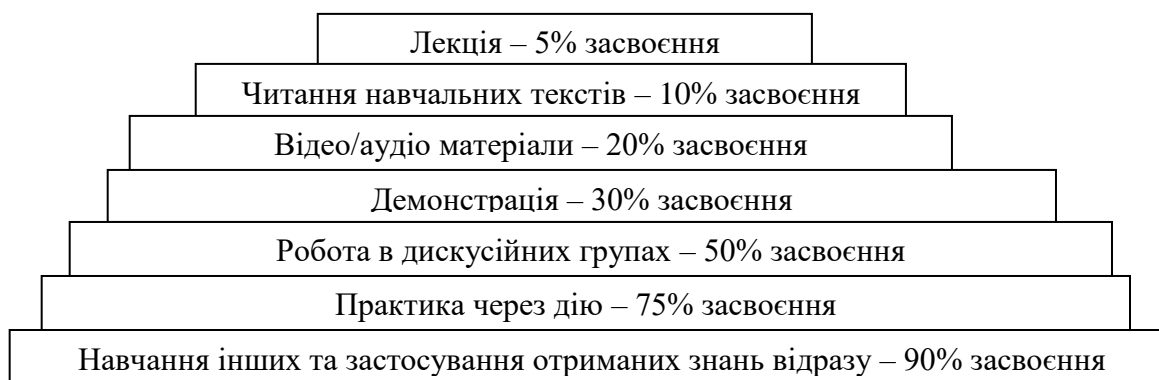 Лекція – 5% засвоєння
Читання навчальних текстів – 10% засвоєння
Відео/аудіо матеріали – 20% засвоєння
Демонстрація – 30% засвоєння
Робота в дискусійних групах – 50% засвоєння
Практика через дію – 75% засвоєння
Навчання інших та застосування отриманих знань відразу – 90% засвоєння